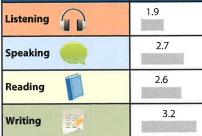 Listening 1.9
Speaking 2.7
Reading 2.6
Writing 3.2